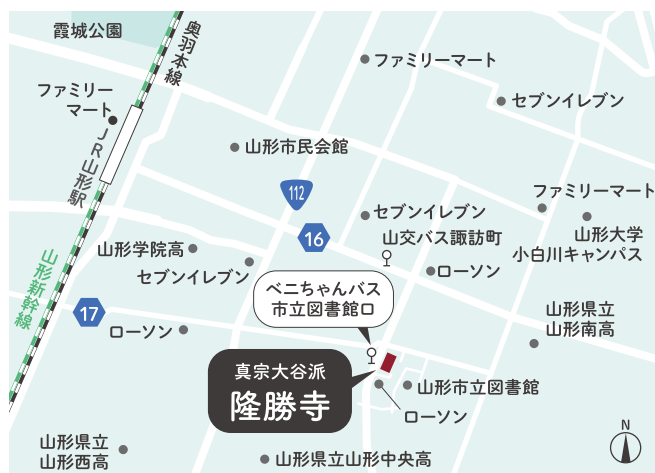 霞城公園
奥羽本線
ファミリーマート
ファミリー
マート
セブンイレブン
JR山形駅
山形市民会館
112
ファミリーマート
セブンイレブン
16
山形大学
小白川キャンパス
山交バス諏訪町
山形学院高
セブンイレブン
ローソン
山形新幹線
ベニちゃんバス
市立図書館口
17
ローソン
山形県立
山形南高
真宗大谷派
隆勝寺
山形市立図書館
ローソン
N
山形県立
山形西高
山形県立山形中央高